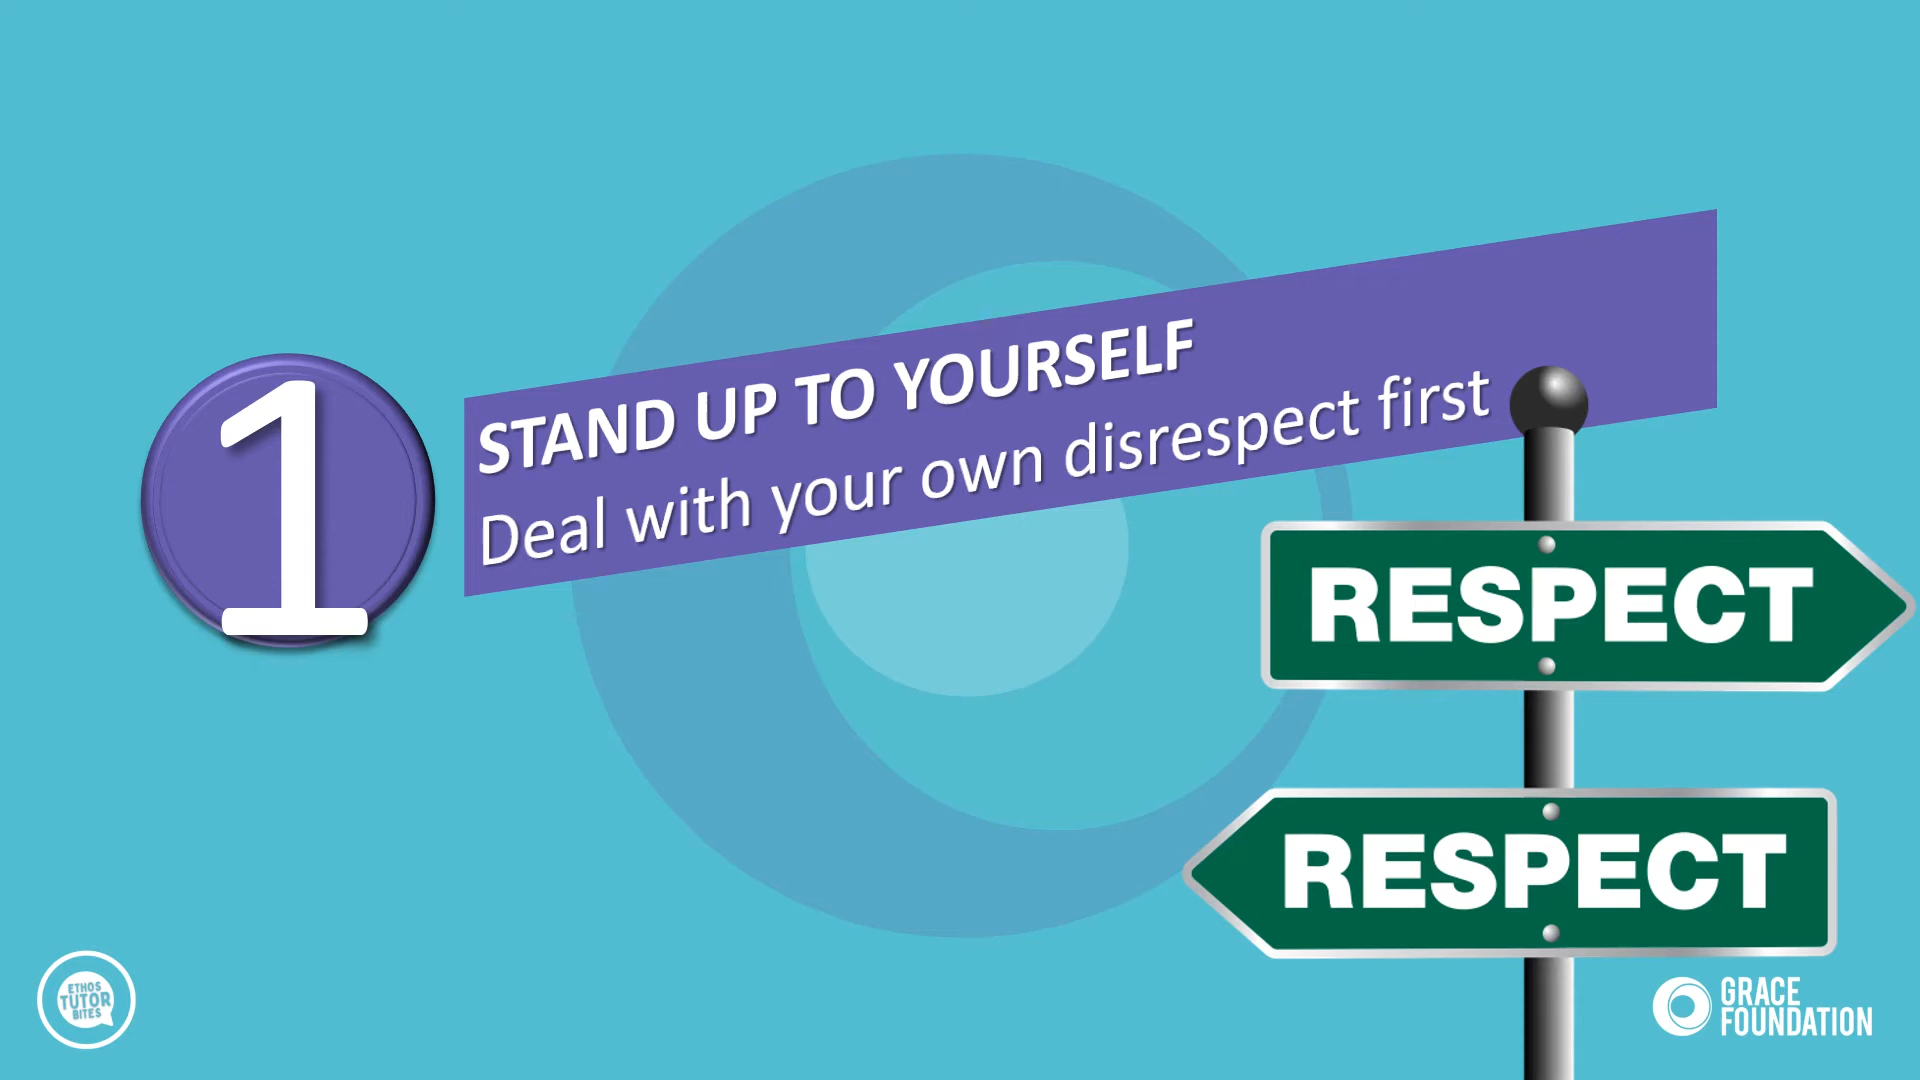 1
STAND UP TO YOURSELF
Deal with your own disrespect first
RESPECT
RESPECT
ETHOS
TUTOR
BITES
GRACE
FOUNDATION